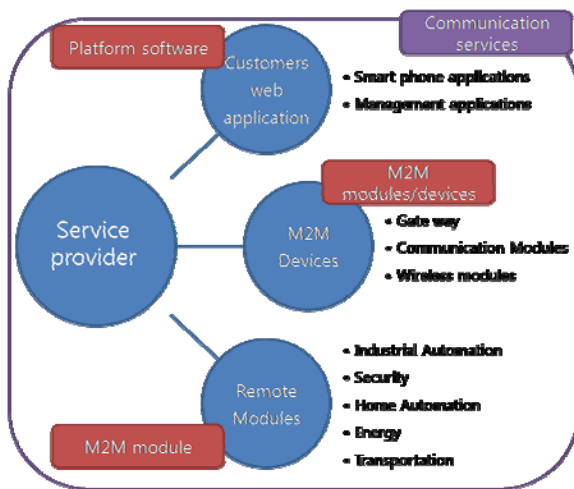 Platform software
Communication
services
Customers
web
application
• Smart phone applications
• Management applications
M2M
modules/devices
Service
provider
M2M
Devices
• Gate way
• Communication Modules
• Wireless modules
Remote
Modules
• Industrial Automation
• Security
• Home Automation
• Energy
• Transportation
M2M module